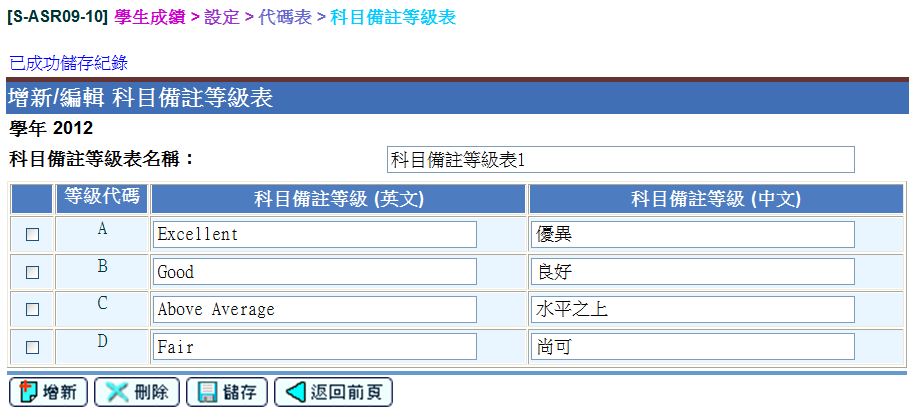 [S-ASR09-10] 學生成績 > 設定 > 代碼表 > 科目備註等級表
已成功儲存紀錄
增新/編輯 科目備註等級表
學年 2012
科目備註等級表名稱： 科目備註等級表1
等級代碼 科目備註等級 (英文) 科目備註等級 (中文)
A Excellent 優異
B Good 良好
C Above Average 水平之上
D Fair 尚可
增新 刪除 儲存 返回前頁